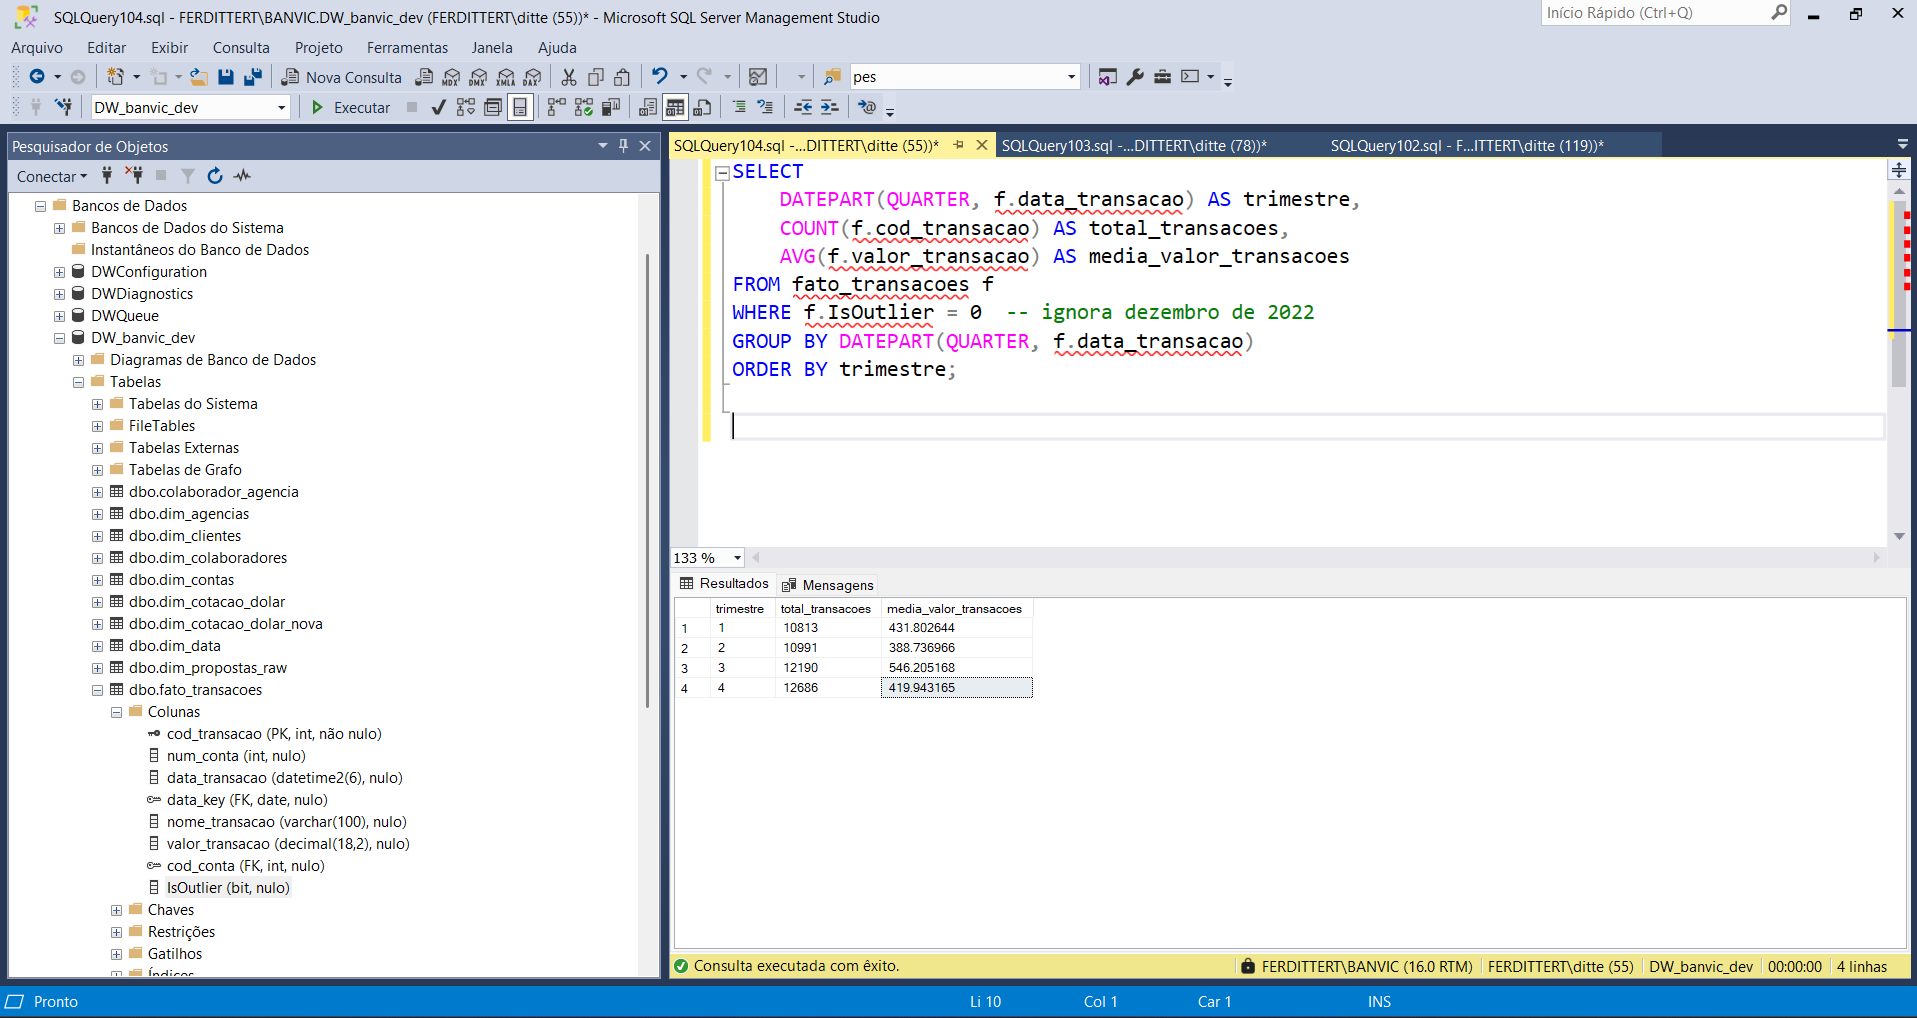 SQLQuery104.sql - FERDITTERT\BANVIC.DW_banvic_dev (FERDITTERT\ditte (55))* - Microsoft SQL Server Management Studio
Início Rápido (Ctrl+Q)
Arquivo Editar Exibir Consulta Projeto Ferramentas Janela Ajuda
Nova Consulta MDX DMX XMLA DAX pes
DW_banvic_dev Executar
Pesquisador de Objetos
Conectar
Bancos de Dados
Bancos de Dados do Sistema
Instantâneos do Banco de Dados
DWConfiguration
DWDiagnostics
DWQueue
DW_banvic_dev
Diagramas de Banco de Dados
Tabelas
Tabelas do Sistema
FileTables
Tabelas Externas
Tabelas de Grafo
dbo.colaborador_agencia
dbo.dim_agencias
dbo.dim_clientes
dbo.dim_colaboradores
dbo.dim_contas
dbo.dim_cotacao_dolar
dbo.dim_cotacao_dolar_nova
dbo.dim_data
dbo.dim_propostas_raw
dbo.fato_transacoes
Colunas
cod_transacao (PK, int, não nulo)
num_conta (int, nulo)
data_transacao (datetime2(6), nulo)
data_key (FK, date, nulo)
nome_transacao (varchar(100), nulo)
valor_transacao (decimal(18,2), nulo)
cod_conta (FK, int, nulo)
IsOutlier (bit, nulo)
Chaves
Restrições
Gatilhos
Índices
SQLQuery104.sql -...DITTERT\ditte (55))* SQLQuery103.sql -...DITTERT\ditte (78))* SQLQuery102.sql - F...ITTERT\ditte (119))*
SELECT
DATEPART(QUARTER, f.data_transacao) AS trimestre,
COUNT(f.cod_transacao) AS total_transacoes,
AVG(f.valor_transacao) AS media_valor_transacoes
FROM fato_transacoes f
WHERE f.IsOutlier = 0 -- ignora dezembro de 2022
GROUP BY DATEPART(QUARTER, f.data_transacao)
ORDER BY trimestre;
133 %
Resultados Mensagens
trimestre total_transacoes media_valor_transacoes
1 1 10813 431.802644
2 2 10991 388.736966
3 3 12190 546.205168
4 4 12686 419.943165
Consulta executada com êxito. FERDITTERT\BANVIC (16.0 RTM) FERDITTERT\ditte (55) DW_banvic_dev 00:00:00 4 linhas
Pronto Li 10 Col 1 Car 1 INS